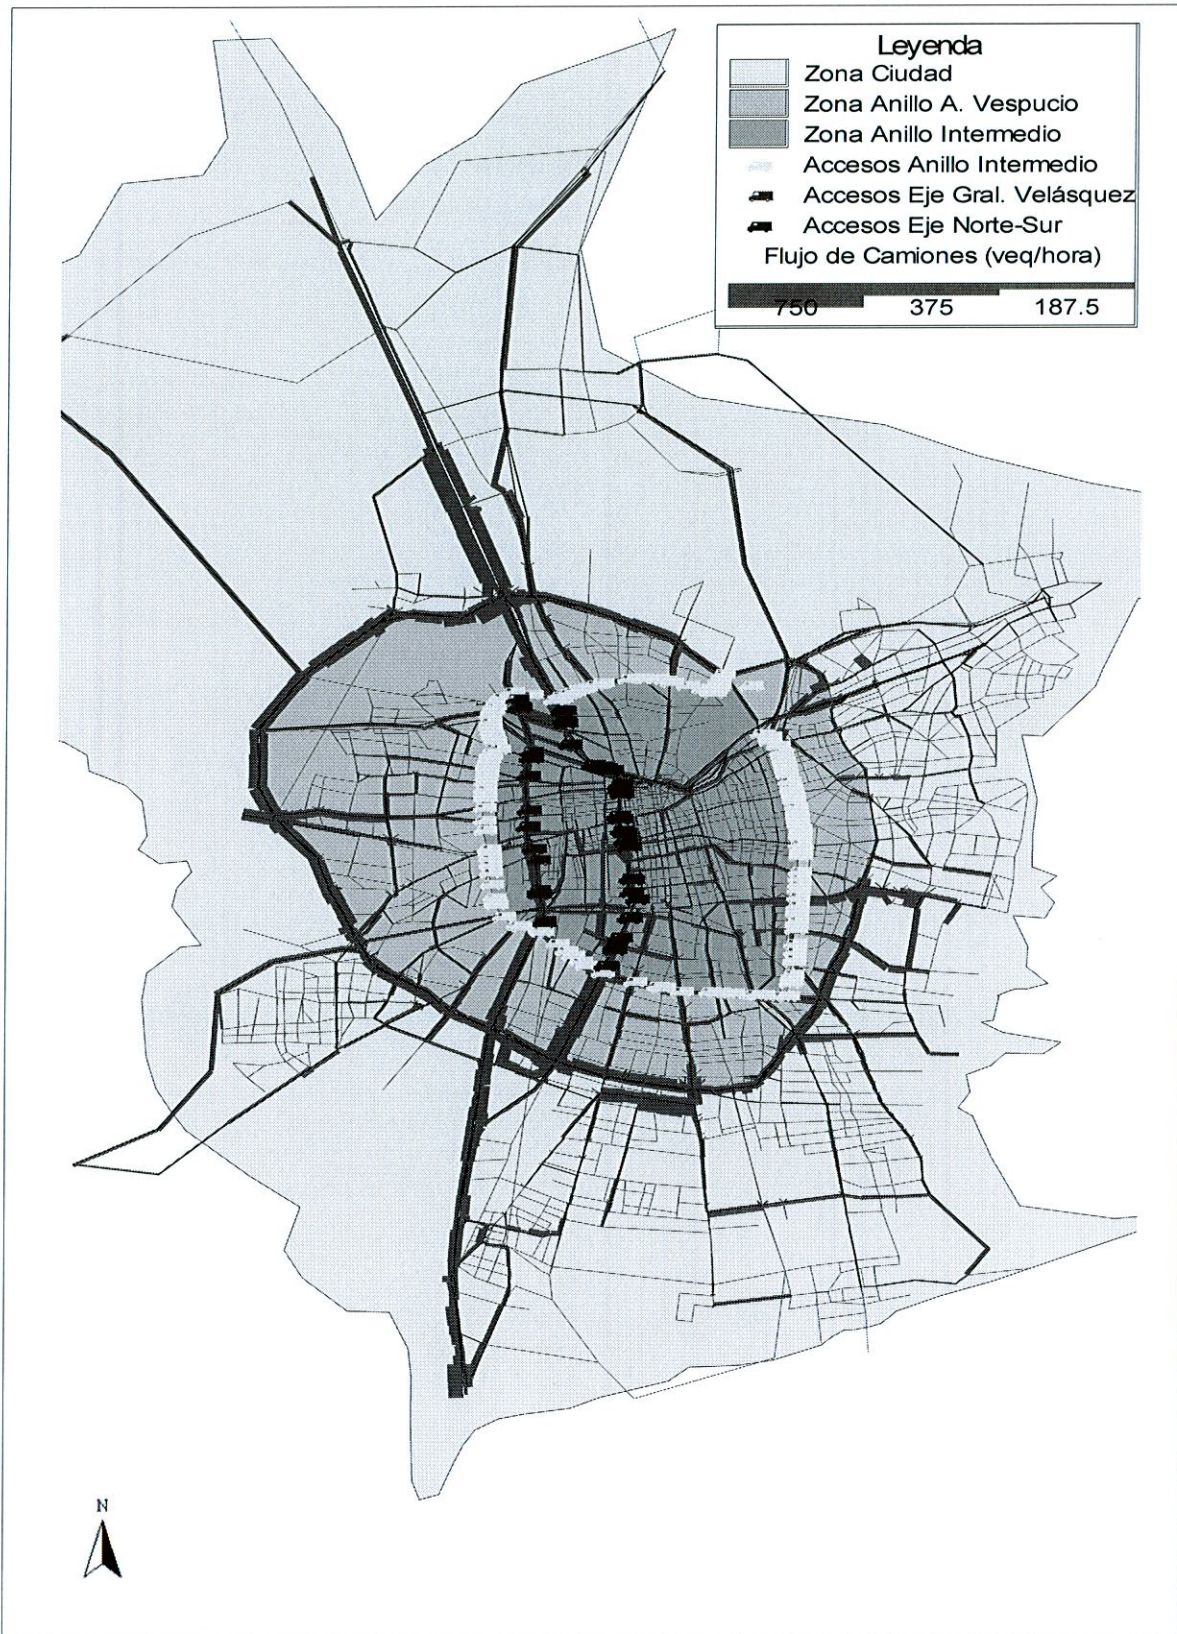 Leyenda
Zona Ciudad
Zona Anillo A. Vespucio
Zona Anillo Intermedio
Accesos Anillo Intermedio
Accesos Eje Gral. Velásquez
Accesos Eje Norte-Sur
Flujo de Camiones (veq/hora)
750 375 187.5
N